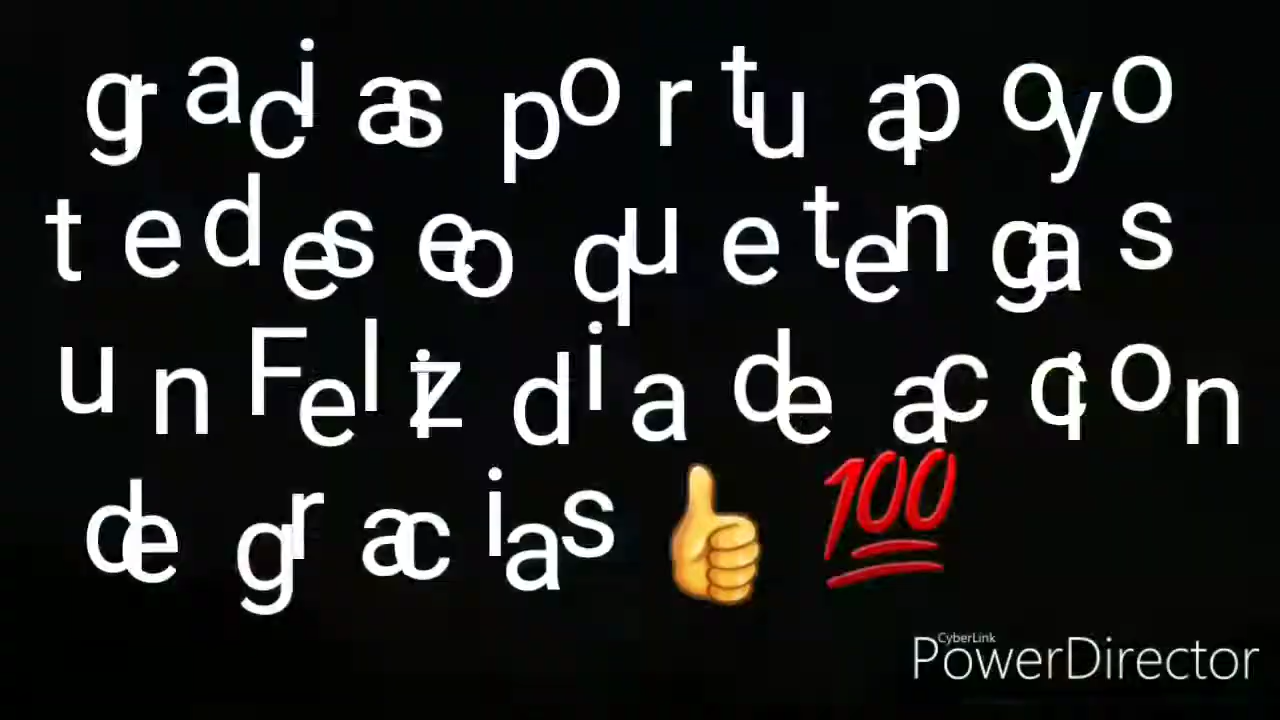 gracias por tu apoyo
te deseo que tengas
un Feliz dia de accion
de gracias 👍 💯
CyberLink
PowerDirector